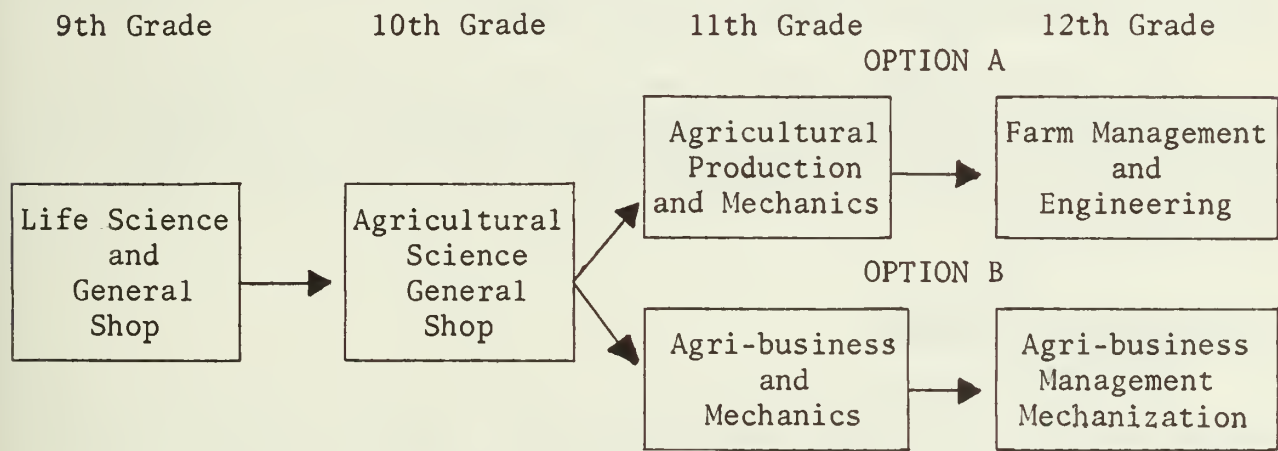 9th Grade 10th Grade 11th Grade 12th Grade
OPTION A
Life Science
and
General
Shop
Agricultural
Science
General
Shop
Agricultural
Production
and Mechanics
Farm Management
and
Engineering
OPTION B
Agri-business
and
Mechanics
Agri-business
Management
Mechanization